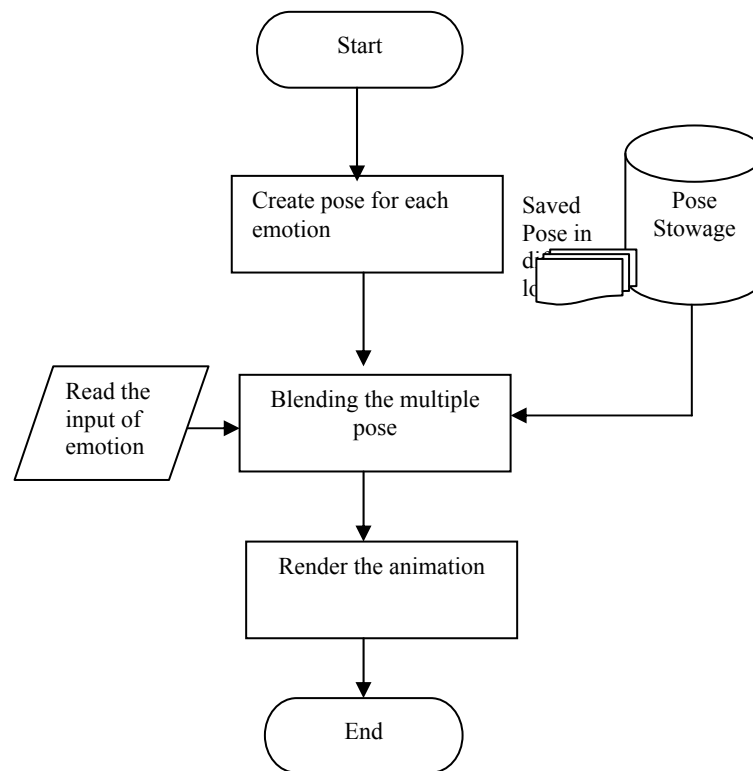 Start
Create pose for each
emotion
Saved
Pose in
Pose
Stowage
Read the
input of
emotion
Blending the multiple
pose
Render the animation
End